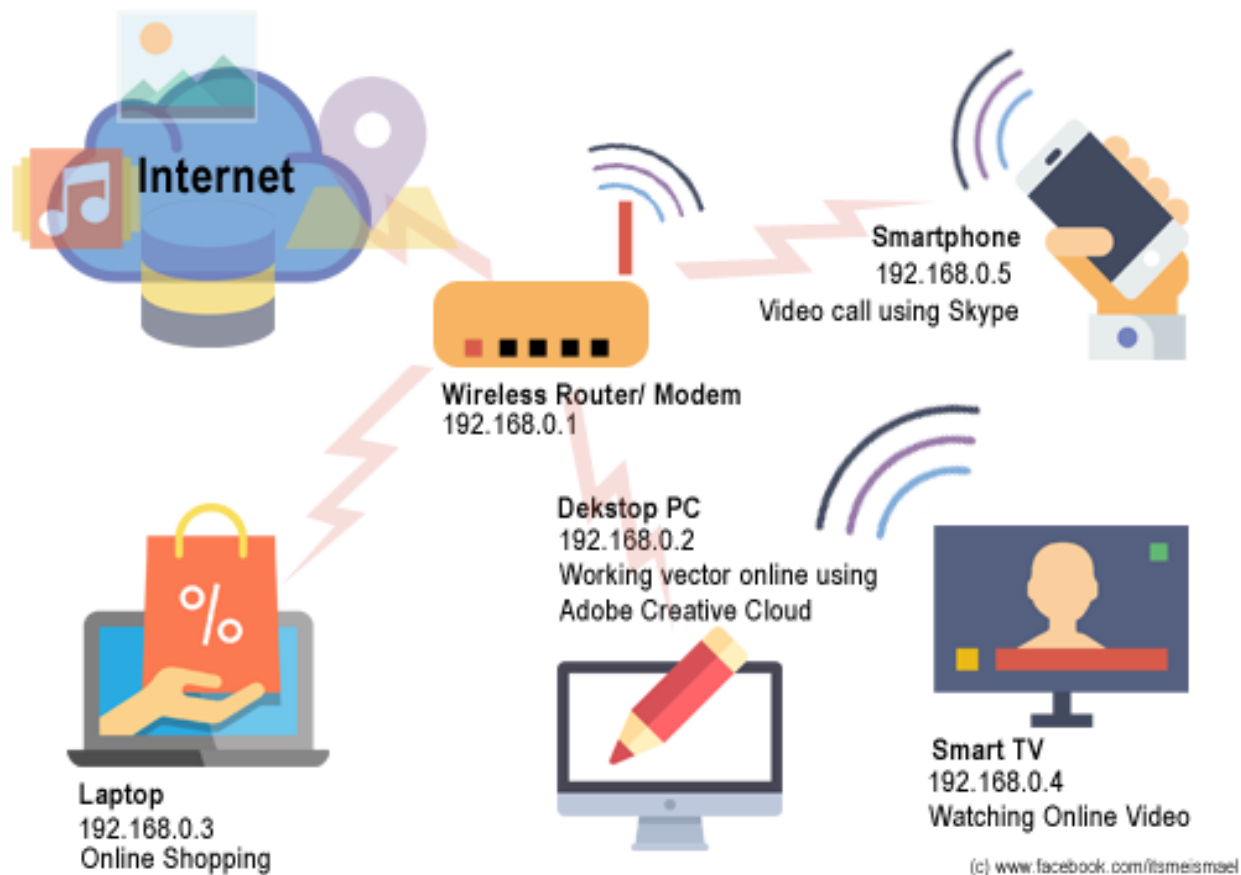 Internet
Smartphone
192.168.0.5
Video call using Skype
Wireless Router/ Modem
192.168.0.1
Dekstop PC
192.168.0.2
Working vector online using
Adobe Creative Cloud
%
Laptop
192.168.0.3
Online Shopping
Smart TV
192.168.0.4
Watching Online Video
(c) www.facebook.com/itsmeismael